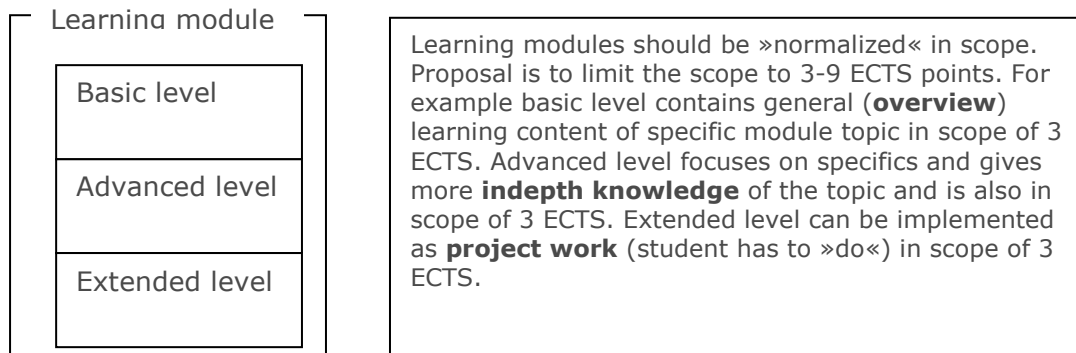 Learning module
Basic level
Advanced level
Extended level
Learning modules should be »normalized« in scope.
Proposal is to limit the scope to 3-9 ECTS points. For
example basic level contains general (overview)
learning content of specific module topic in scope of 3
ECTS. Advanced level focuses on specifics and gives
more indepth knowledge of the topic and is also in
scope of 3 ECTS. Extended level can be implemented
as project work (student has to »do«) in scope of 3
ECTS.